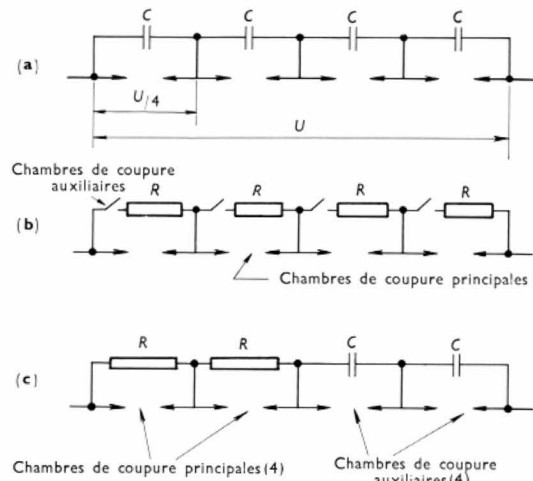 C C C C
(a)
U/4
U
Chambres de coupure
auxiliaires
R R R R
(b)
Chambres de coupure principales
R R C C
(c)
Chambres de coupure principales(4)
Chambres de coupure
auxiliaires(4)